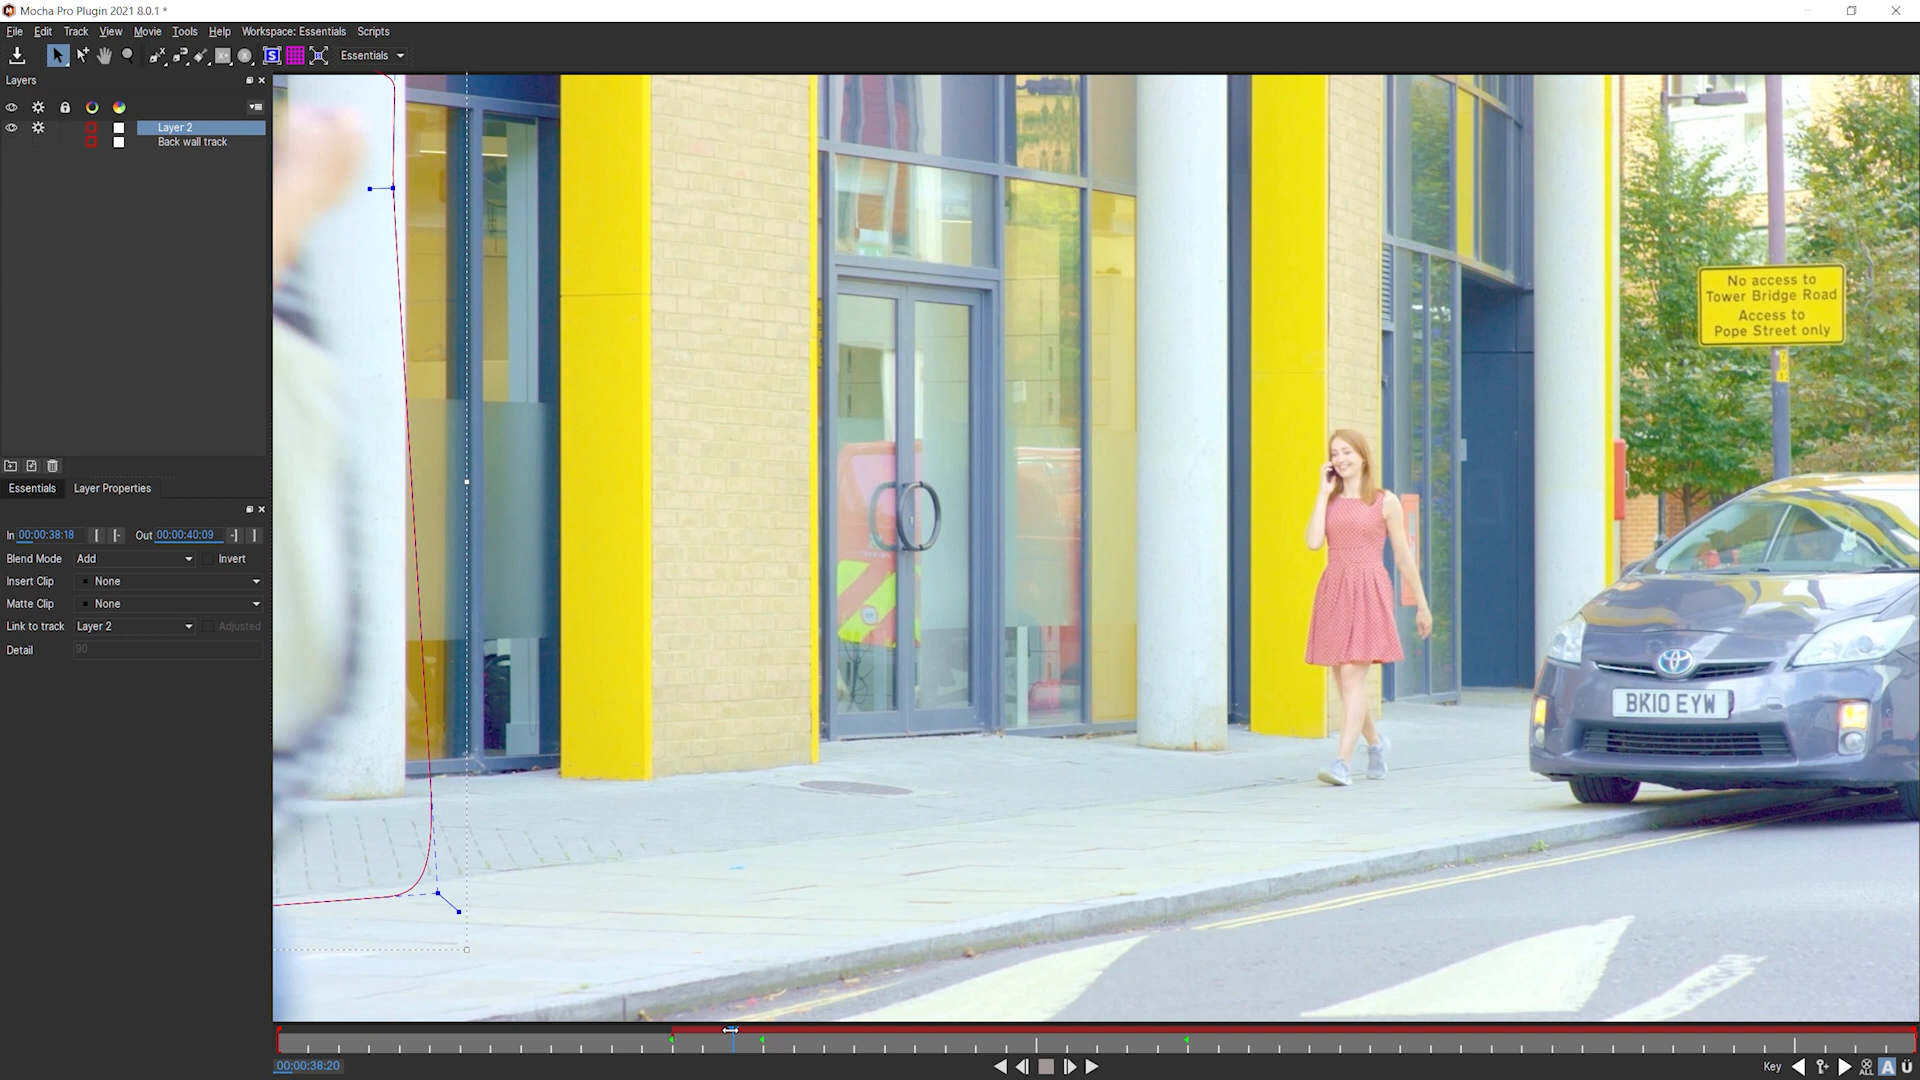 Mocha Pro Plugin 2021 8.0.1 *
File Edit Track View Movie Tools Help Workspace: Essentials Scripts
Essentials
Layers
Layer 2
Back wall track
Essentials Layer Properties
In 00:00:38:18 Out 00:00:40:09
Blend Mode Add Invert
Insert Clip None
Matte Clip None
Link to track Layer 2 Adjusted
Detail 90
No access to
Tower Bridge Road
Access to
Pope Street only
BK10 EYW
00:00:38:20
Key
ALL
A
Ü